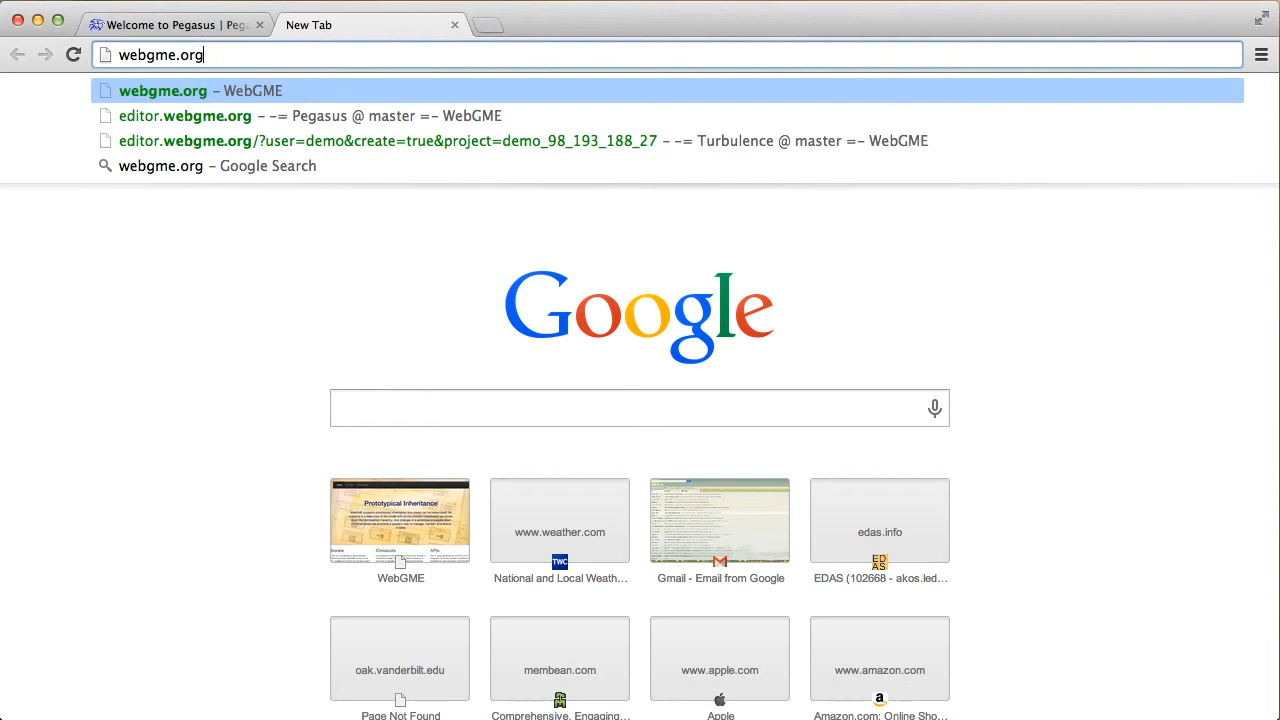 Welcome to Pegasus | Pega
New Tab
webgme.org
webgme.org – WebGME
editor.webgme.org – -= Pegasus @ master =- WebGME
editor.webgme.org/?user=demo&create=true&project=demo_98_193_188_27 – -= Turbulence @ master =- WebGME
webgme.org – Google Search
Google
Prototypical Inheritance
www.weather.com
edas.info
TWC
WebGME
National and Local Weath...
Gmail - Email from Google
EDAS (102668 - akos.led...
oak.vanderbilt.edu
membean.com
www.apple.com
www.amazon.com
Page Not Found
Comprehensive, Engaging...
Apple
Amazon.com: Online Sho...